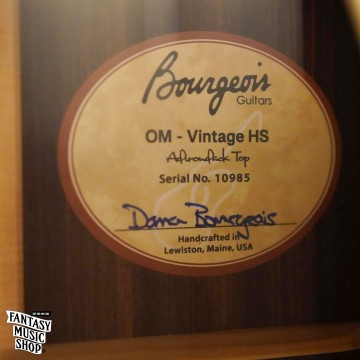 Bourgeois
Guitars
OM - Vintage HS
Adirondack Top
Serial No. 10985
Dana Bourgeois
Handcrafted in
Lewiston, Maine, USA
FANTASY
MUSIC
SHOP